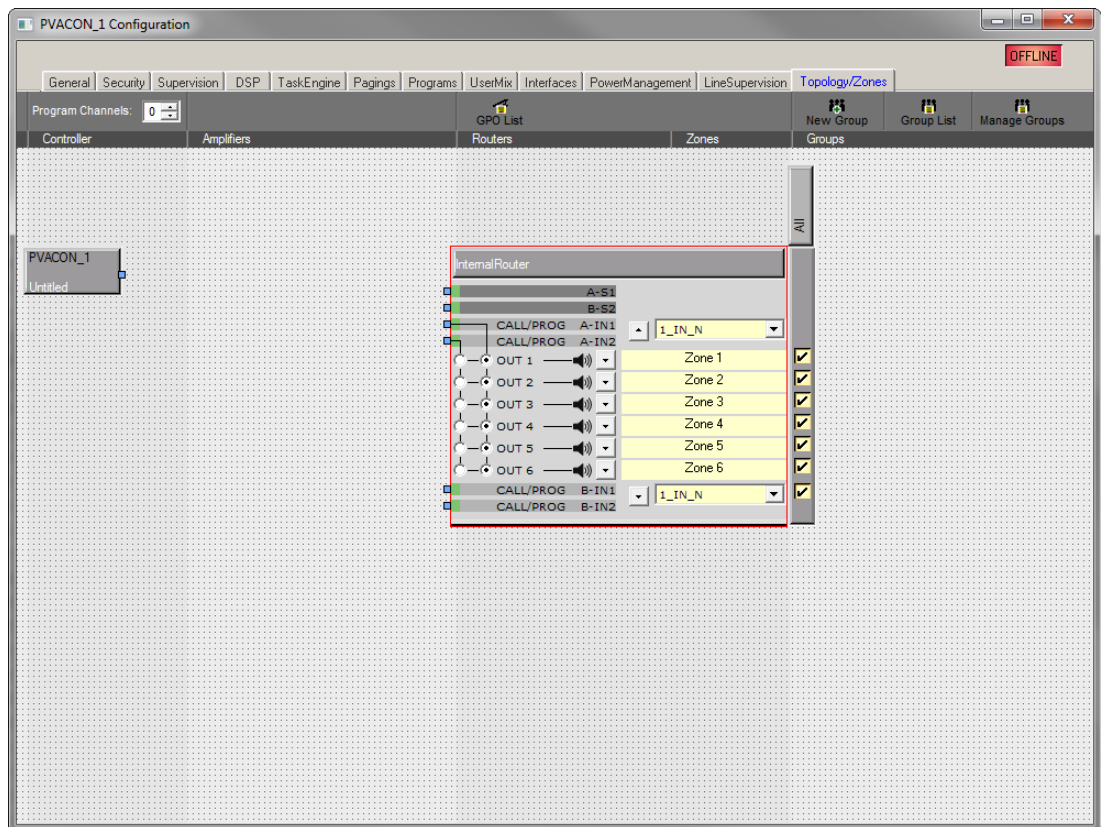 PVACON_1 Configuration
OFFLINE
General Security Supervision DSP TaskEngine Pagings Programs UserMix Interfaces PowerManagement LineSupervision Topology/Zones
Program Channels: 0 GPO List New Group Group List Manage Groups
Controller Amplifiers Routers Zones Groups
All
PVACON_1
Untitled
InternalRouter
A-S1
B-S2
CALL/PROG A-IN1 1_IN_N
CALL/PROG A-IN2
OUT 1 Zone 1
OUT 2 Zone 2
OUT 3 Zone 3
OUT 4 Zone 4
OUT 5 Zone 5
OUT 6 Zone 6
CALL/PROG B-IN1 1_IN_N
CALL/PROG B-IN2